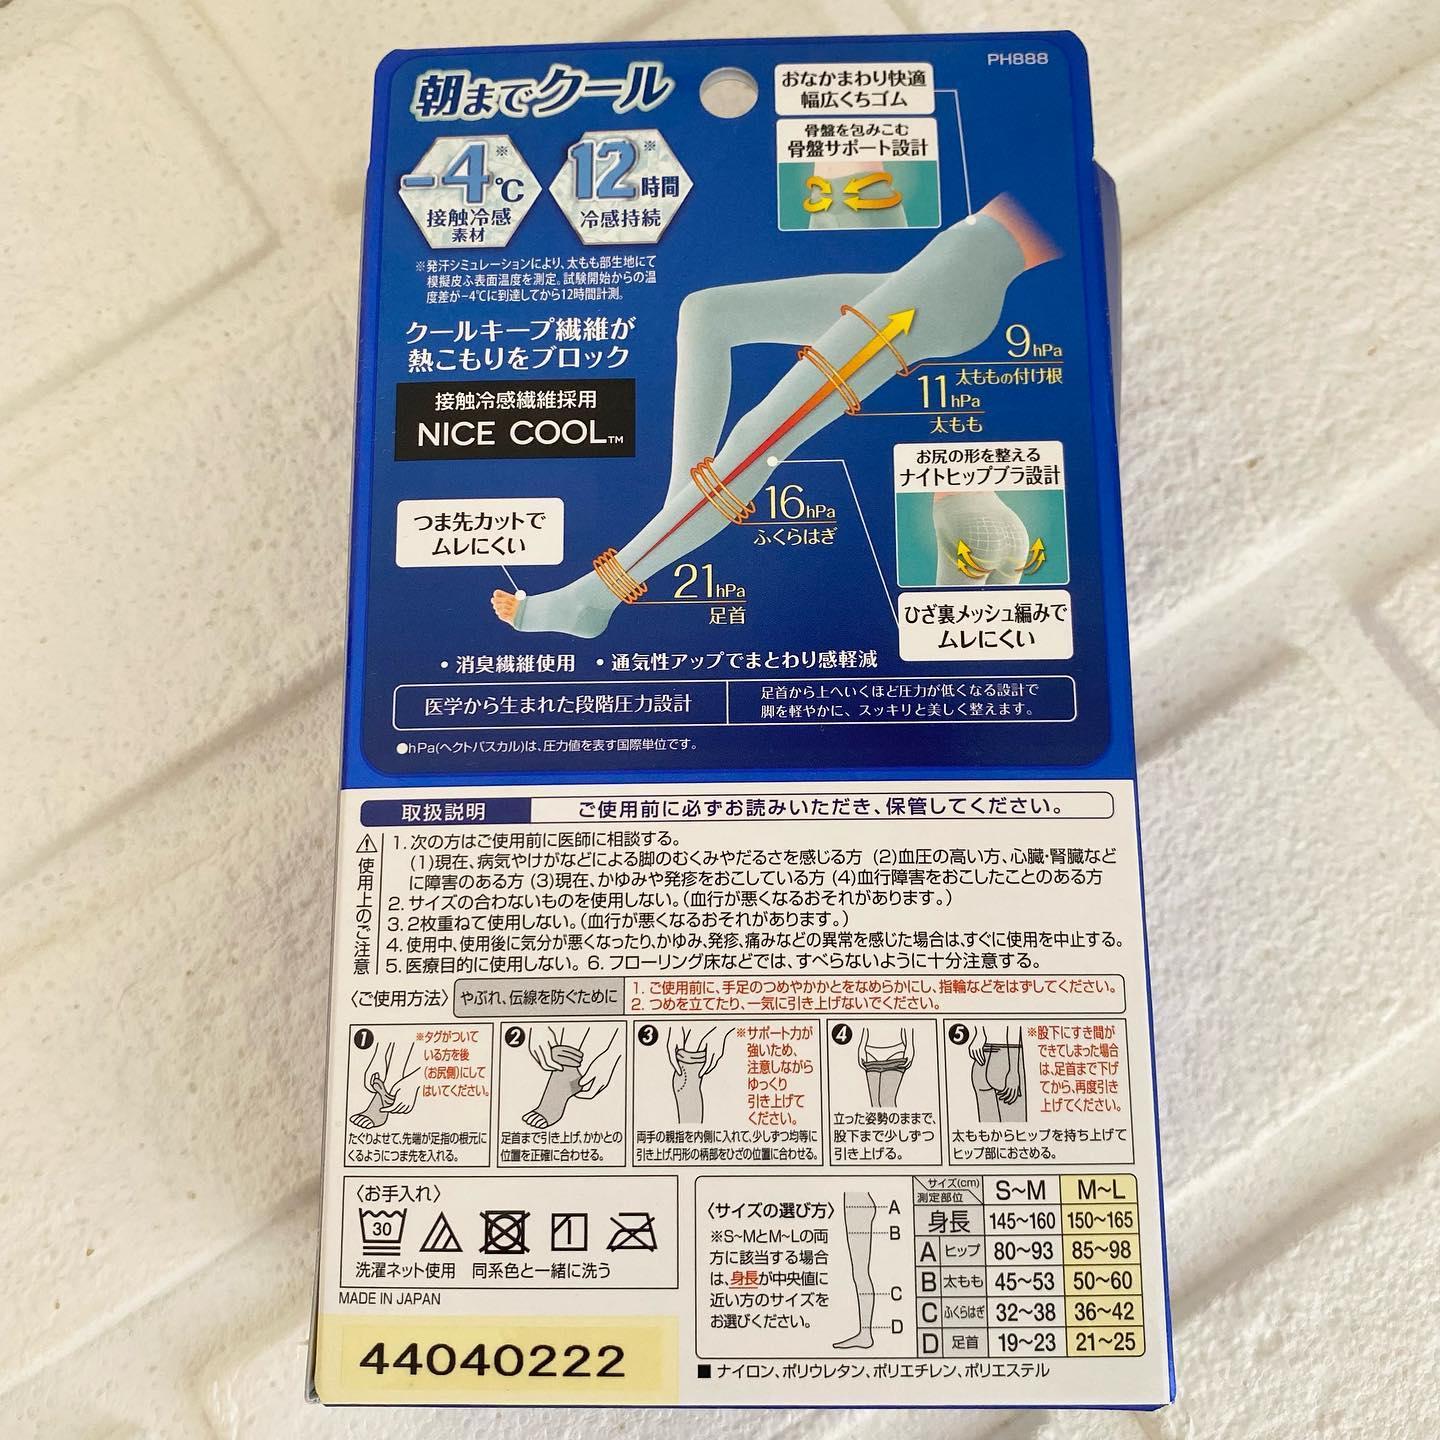 PH888
朝までクール
-4℃※
接触冷感
素材
12時間※
冷感持続
※発汗シミュレーションにより、太もも部生地にて
模擬皮ふ表面温度を測定。試験開始からの温
度差が-4℃に到達してから12時間計測。
クールキープ繊維が
熱こもりをブロック
接触冷感繊維採用
NICE COOL™
おなかまわり快適
幅広くちゴム
骨盤を包みこむ
骨盤サポート設計
9hPa
太ももの付け根
11hPa
太もも
お尻の形を整える
ナイトヒップブラ設計
16hPa
ふくらはぎ
つま先カットで
ムレにくい
21hPa
足首
ひざ裏メッシュ編みで
ムレにくい
・消臭繊維使用 ・通気性アップでまとわり感軽減
医学から生まれた段階圧力設計
足首から上へいくほど圧力が低くなる設計で
脚を軽やかに、スッキリと美しく整えます。
●hPa(ヘクトパスカル)は、圧力値を表す国際単位です。
取扱説明 ご使用前に必ずお読みいただき、保管してください。
使用上のご注意
1. 次の方はご使用前に医師に相談する。
(1)現在、病気やけがなどによる脚のむくみやだるさを感じる方 (2)血圧の高い方、心臓・腎臓など
に障害のある方 (3)現在、かゆみや発疹をおこしている方 (4)血行障害をおこしたことのある方
2. サイズの合わないものを使用しない。(血行が悪くなるおそれがあります。)
3. 2枚重ねて使用しない。(血行が悪くなるおそれがあります。)
4. 使用中、使用後に気分が悪くなったり、かゆみ、発疹、痛みなどの異常を感じた場合は、すぐに使用を中止する。
5. 医療目的に使用しない。 6. フローリング床などでは、すべらないように十分注意する。
〈ご使用方法〉 やぶれ、伝線を防ぐために
1. ご使用前に、手足のつめやかかとをなめらかにし、指輪などをはずしてください。
2. つめを立てたり、一気に引き上げないでください。
1
※タグがついて
いる方を後
(お尻側)にして
はいてください。
たぐりよせて、先端が足指の根元に
くるようにつま先を入れる。
2
足首まで引き上げ、かかとの
位置を正確に合わせる。
3
※サポート力が
強いため、
注意しながら
ゆっくり
引き上げて
ください。
両手の親指を内側に入れて、少しずつ均等に
引き上げ、円形の柄部をひざの位置に合わせる。
4
立った姿勢のままで、
股下まで少しずつ
引き上げる。
5
※股下にすき間が
できてしまった場合
は、足首まで下げ
てから、再度引き
上げてください。
太ももからヒップを持ち上げて
ヒップ部におさめる。
〈お手入れ〉
30
洗濯ネット使用 同系色と一緒に洗う
MADE IN JAPAN
44040222
〈サイズの選び方〉
※S~MとM~Lの両
方に該当する場合
は、身長が中央値に
近い方のサイズを
お選びください。
A
B
C
D
サイズ(cm) 測定部位 S~M M~L
身長 145~160 150~165
A ヒップ 80~93 85~98
B 太もも 45~53 50~60
C ふくらはぎ 32~38 36~42
D 足首 19~23 21~25
■ ナイロン、ポリウレタン、ポリエチレン、ポリエステル